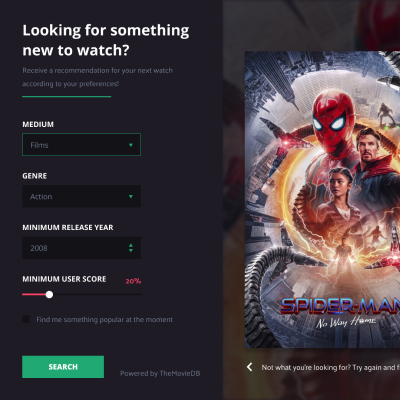 Looking for something
new to watch?
Receive a recommendation for your next watch
according to your preferences!
MEDIUM
Films
GENRE
Action
MINIMUM RELEASE YEAR
2008
MINIMUM USER SCORE 20%
Find me something popular at the moment
SEARCH
Powered by TheMovieDB
SPIDER-MAN
No Way Home
Not what you're looking for? Try again and f